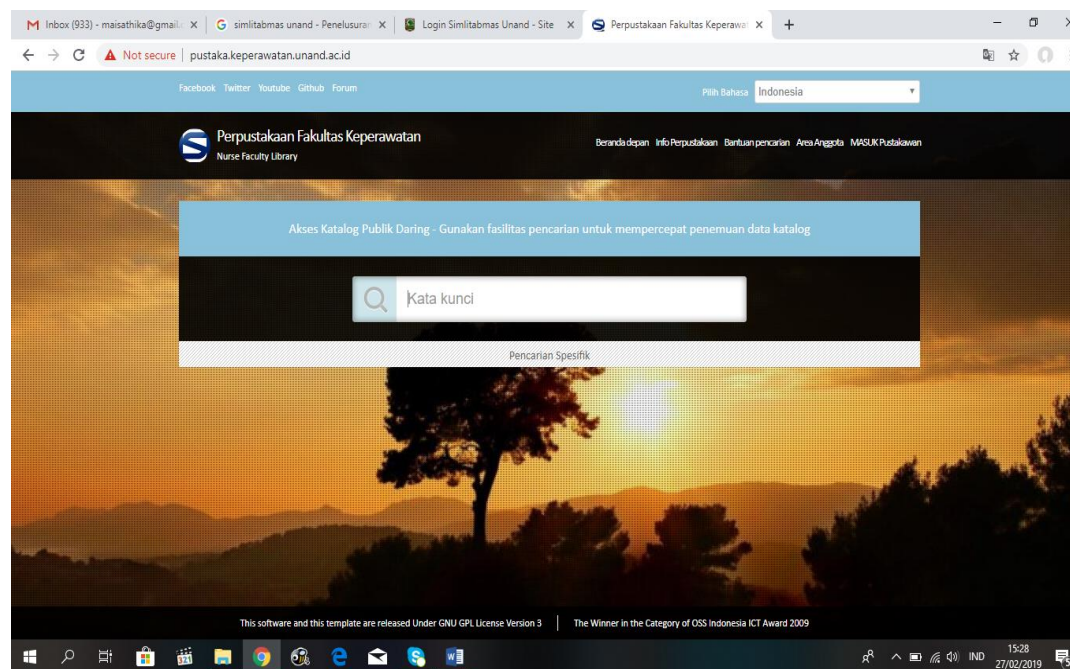 Inbox (933) - maisathika@gmail.c
simlitabmas unand - Penelusuran
Login Simlitabmas Unand - Site
Perpustakaan Fakultas Keperawat
Not secure
pustaka.keperawatan.unand.ac.id
Facebook Twitter Youtube Github Forum
Pilih Bahasa Indonesia
Perpustakaan Fakultas Keperawatan
Nurse Faculty Library
Beranda depan Info Perpustakaan Bantuan pencarian Area Anggota MASUK Pustakawan
Akses Katalog Publik Daring - Gunakan fasilitas pencarian untuk mempercepat penemuan data katalog
Kata kunci
Pencarian Spesifik
This software and this template are released Under GNU GPL License Version 3
The Winner in the Category of OSS Indonesia ICT Award 2009
IND
15:28
27/02/2019